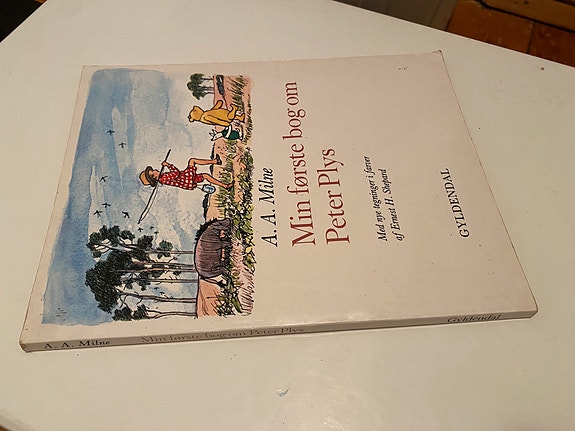 A. A. Milne
Min første bog om
Peter Plys
Med nye tegninger i farver
af Ernest H. Shepard
GYLDENDAL
A. A. Milne Min første bog om Peter Plys Gyldendal